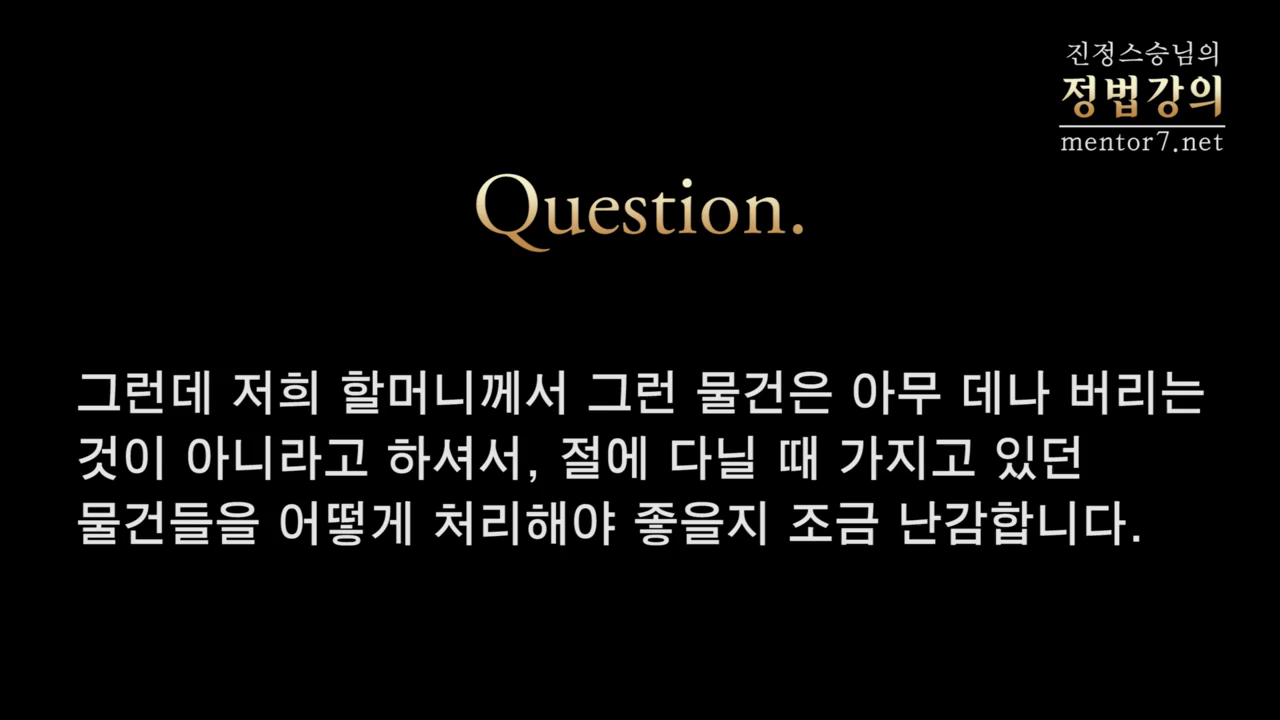 진정스승님의
정법강의
mentor7.net
Question.
그런데 저희 할머니께서 그런 물건은 아무 데나 버리는
것이 아니라고 하셔서, 절에 다닐 때 가지고 있던
물건들을 어떻게 처리해야 좋을지 조금 난감합니다.